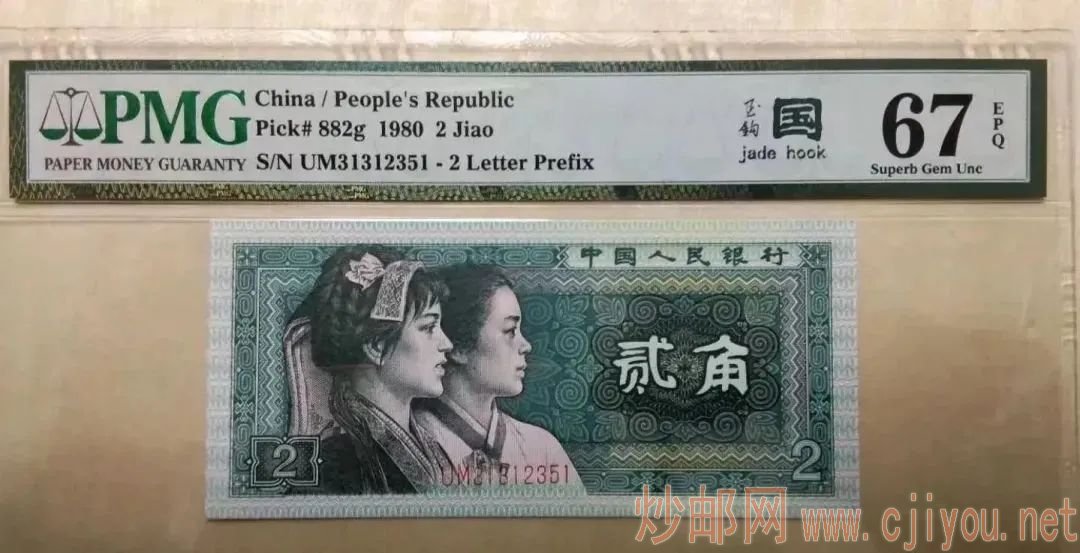 PMG
PAPER MONEY GUARANTY
China / People's Republic
Pick# 882g 1980 2 Jiao
S/N UM31312351 - 2 Letter Prefix
玉钩
国
jade hook
67
EPQ
Superb Gem Unc
中国人民银行
贰角
2
UM31312351
2
炒邮网 www.cjiyou.net